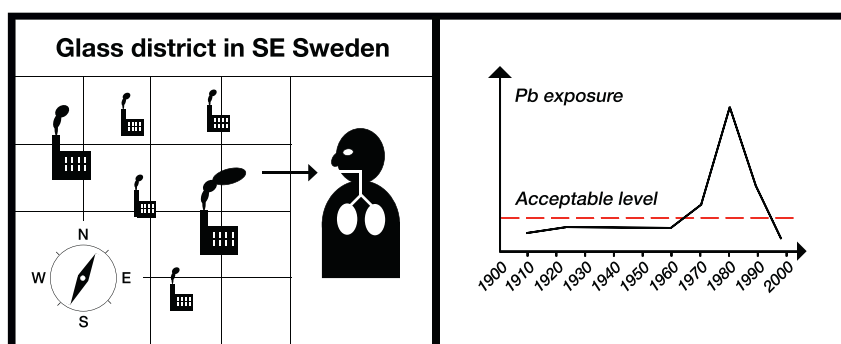 Glass district in SE Sweden
N
W
E
S
Pb exposure
Acceptable level
1900
1910
1920
1930
1940
1950
1960
1970
1980
1990
2000